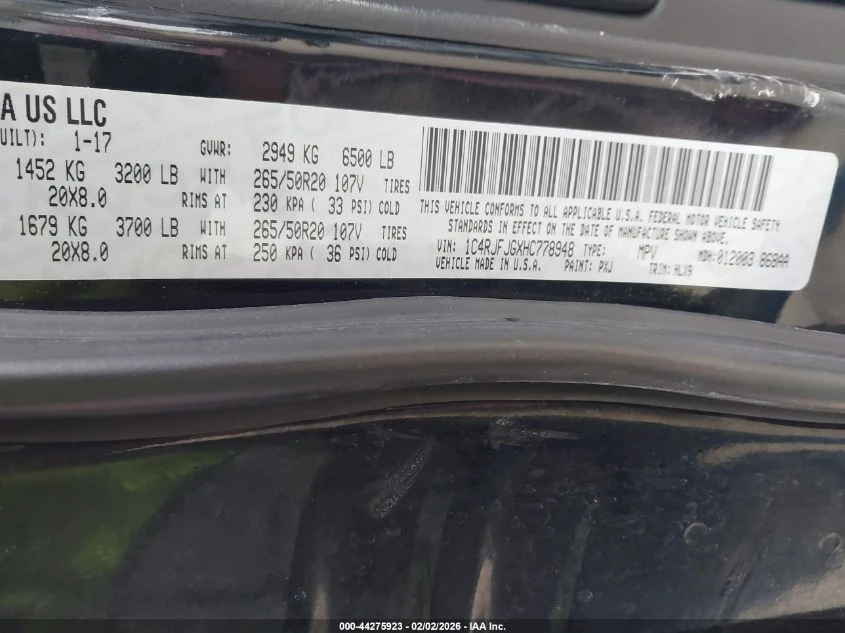 A US LLC
UILT): 1-17 GVWR: 2949 KG 6500 LB
1452 KG 3200 LB WITH 265/50R20 107V TIRES
20X8.0 RIMS AT 230 KPA ( 33 PSI) COLD
1679 KG 3700 LB WITH 265/50R20 107V TIRES
20X8.0 RIMS AT 250 KPA ( 36 PSI) COLD
THIS VEHICLE CONFORMS TO ALL APPLICABLE U.S.A. FEDERAL MOTOR VEHICLE SAFETY
STANDARDS IN EFFECT ON THE DATE OF MANUFACTURE SHOWN ABOVE.
VIN: 1C4RJFJGXHC778948 TYPE: MPV MDH: 012003 868AA
VEHICLE MADE IN U.S.A. PAINT: PXJ TRIM: HLX9
000-44275923 - 02/02/2026 - IAA Inc.